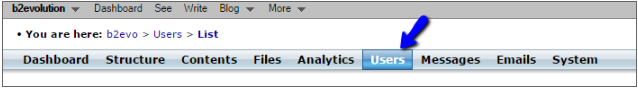 b2evolution Dashboard See Write Blog More
• You are here: b2evo > Users > List
Dashboard Structure Contents Files Analytics Users Messages Emails System